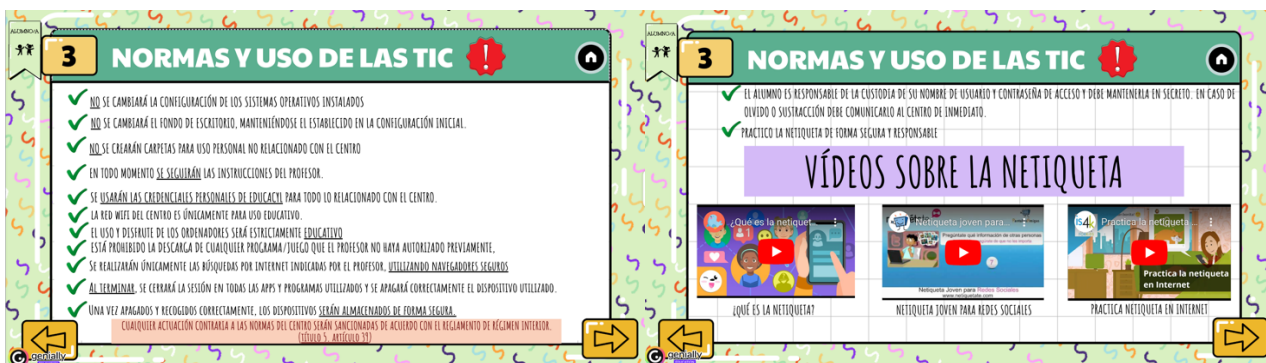 ALUMNO/A
3
NORMAS Y USO DE LAS TIC
NO SE CAMBIARÁ LA CONFIGURACIÓN DE LOS SISTEMAS OPERATIVOS INSTALADOS
NO SE CAMBIARÁ EL FONDO DE ESCRITORIO, MANTENIÉNDOSE EL ESTABLECIDO EN LA CONFIGURACIÓN INICIAL.
NO SE CREARÁN CARPETAS PARA USO PERSONAL NO RELACIONADO CON EL CENTRO
EN TODO MOMENTO SE SEGUIRÁN LAS INSTRUCCIONES DEL PROFESOR.
SE USARÁN LAS CREDENCIALES PERSONALES DE EDUCACYL PARA TODO LO RELACIONADO CON EL CENTRO.
LA RED WIFI DEL CENTRO ES ÚNICAMENTE PARA USO EDUCATIVO.
EL USO Y DISFRUTE DE LOS ORDENADORES SERÁ ESTRICTAMENTE EDUCATIVO
ESTÁ PROHIBIDO LA DESCARGA DE CUALQUIER PROGRAMA/JUEGO QUE EL PROFESOR NO HAYA AUTORIZADO PREVIAMENTE.
SE REALIZARÁN ÚNICAMENTE LAS BÚSQUEDAS POR INTERNET INDICADAS POR EL PROFESOR, UTILIZANDO NAVEGADORES SEGUROS
AL TERMINAR, SE CERRARÁ LA SESIÓN EN TODAS LAS APPS Y PROGRAMAS UTILIZADOS Y SE APAGARÁ CORRECTAMENTE EL DISPOSITIVO UTILIZADO.
UNA VEZ APAGADOS Y RECOGIDOS CORRECTAMENTE, LOS DISPOSITIVOS SERÁN ALMACENADOS DE FORMA SEGURA.
CUALQUIER ACTUACIÓN CONTRARIA A LAS NORMAS DEL CENTRO SERÁN SANCIONADAS DE ACUERDO CON EL REGLAMENTO DE RÉGIMEN INTERIOR.
(TÍTULO 5. ARTÍCULO 39)
genially
ALUMNO/A
3
NORMAS Y USO DE LAS TIC
EL ALUMNO ES RESPONSABLE DE LA CUSTODIA DE SU NOMBRE DE USUARIO Y CONTRASEÑA DE ACCESO Y DEBE MANTENERLA EN SECRETO. EN CASO DE
OLVIDO O SUSTRACCIÓN DEBE COMUNICARLO AL CENTRO DE INMEDIATO.
PRACTICO LA NETIQUETA DE FORMA SEGURA Y RESPONSABLE
VÍDEOS SOBRE LA NETIQUETA
¿Qué es la netiquet...
Netiqueta joven para...
Netiqueta Joven para Redes Sociales
www.netiquetate.com
IS4K
Practica la netiqueta ...
Practica la netiqueta
en Internet
¿QUÉ ES LA NETIQUETA?
NETIQUETA JOVEN PARA REDES SOCIALES
PRACTICA NETIQUETA EN INTERNET
genially